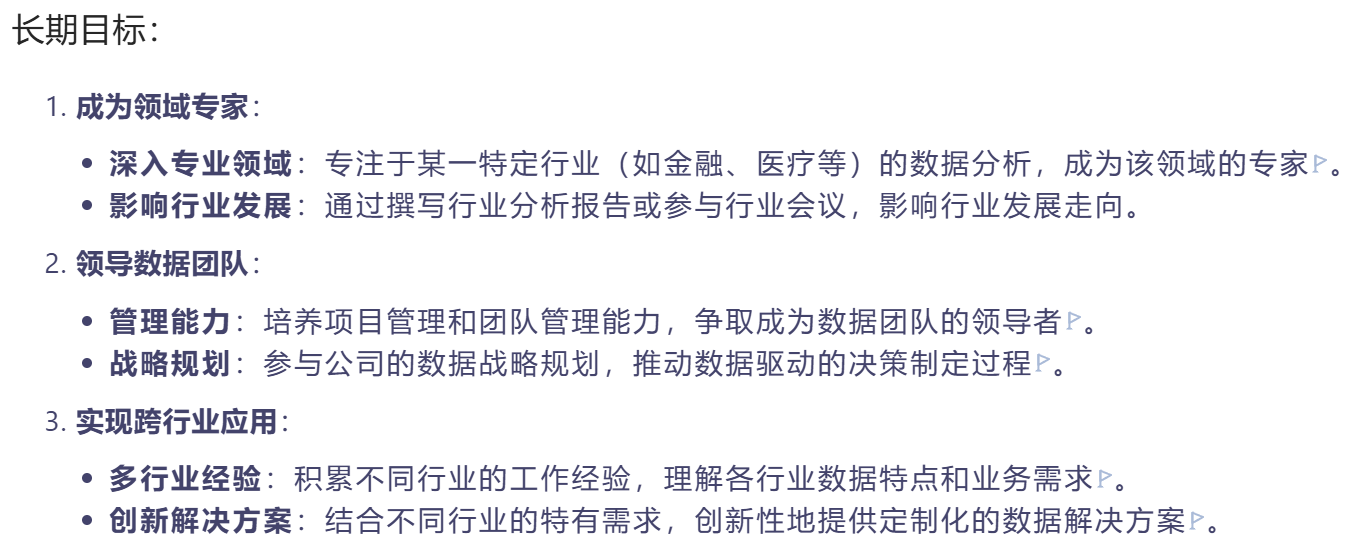 长期目标：
1. 成为领域专家：
• 深入专业领域：专注于某一特定行业（如金融、医疗等）的数据分析，成为该领域的专家。
• 影响行业发展：通过撰写行业分析报告或参与行业会议，影响行业发展走向。
2. 领导数据团队：
• 管理能力：培养项目管理和团队管理能力，争取成为数据团队的领导者。
• 战略规划：参与公司的数据战略规划，推动数据驱动的决策制定过程。
3. 实现跨行业应用：
• 多行业经验：积累不同行业的工作经验，理解各行业数据特点和业务需求。
• 创新解决方案：结合不同行业的特有需求，创新性地提供定制化的数据解决方案。